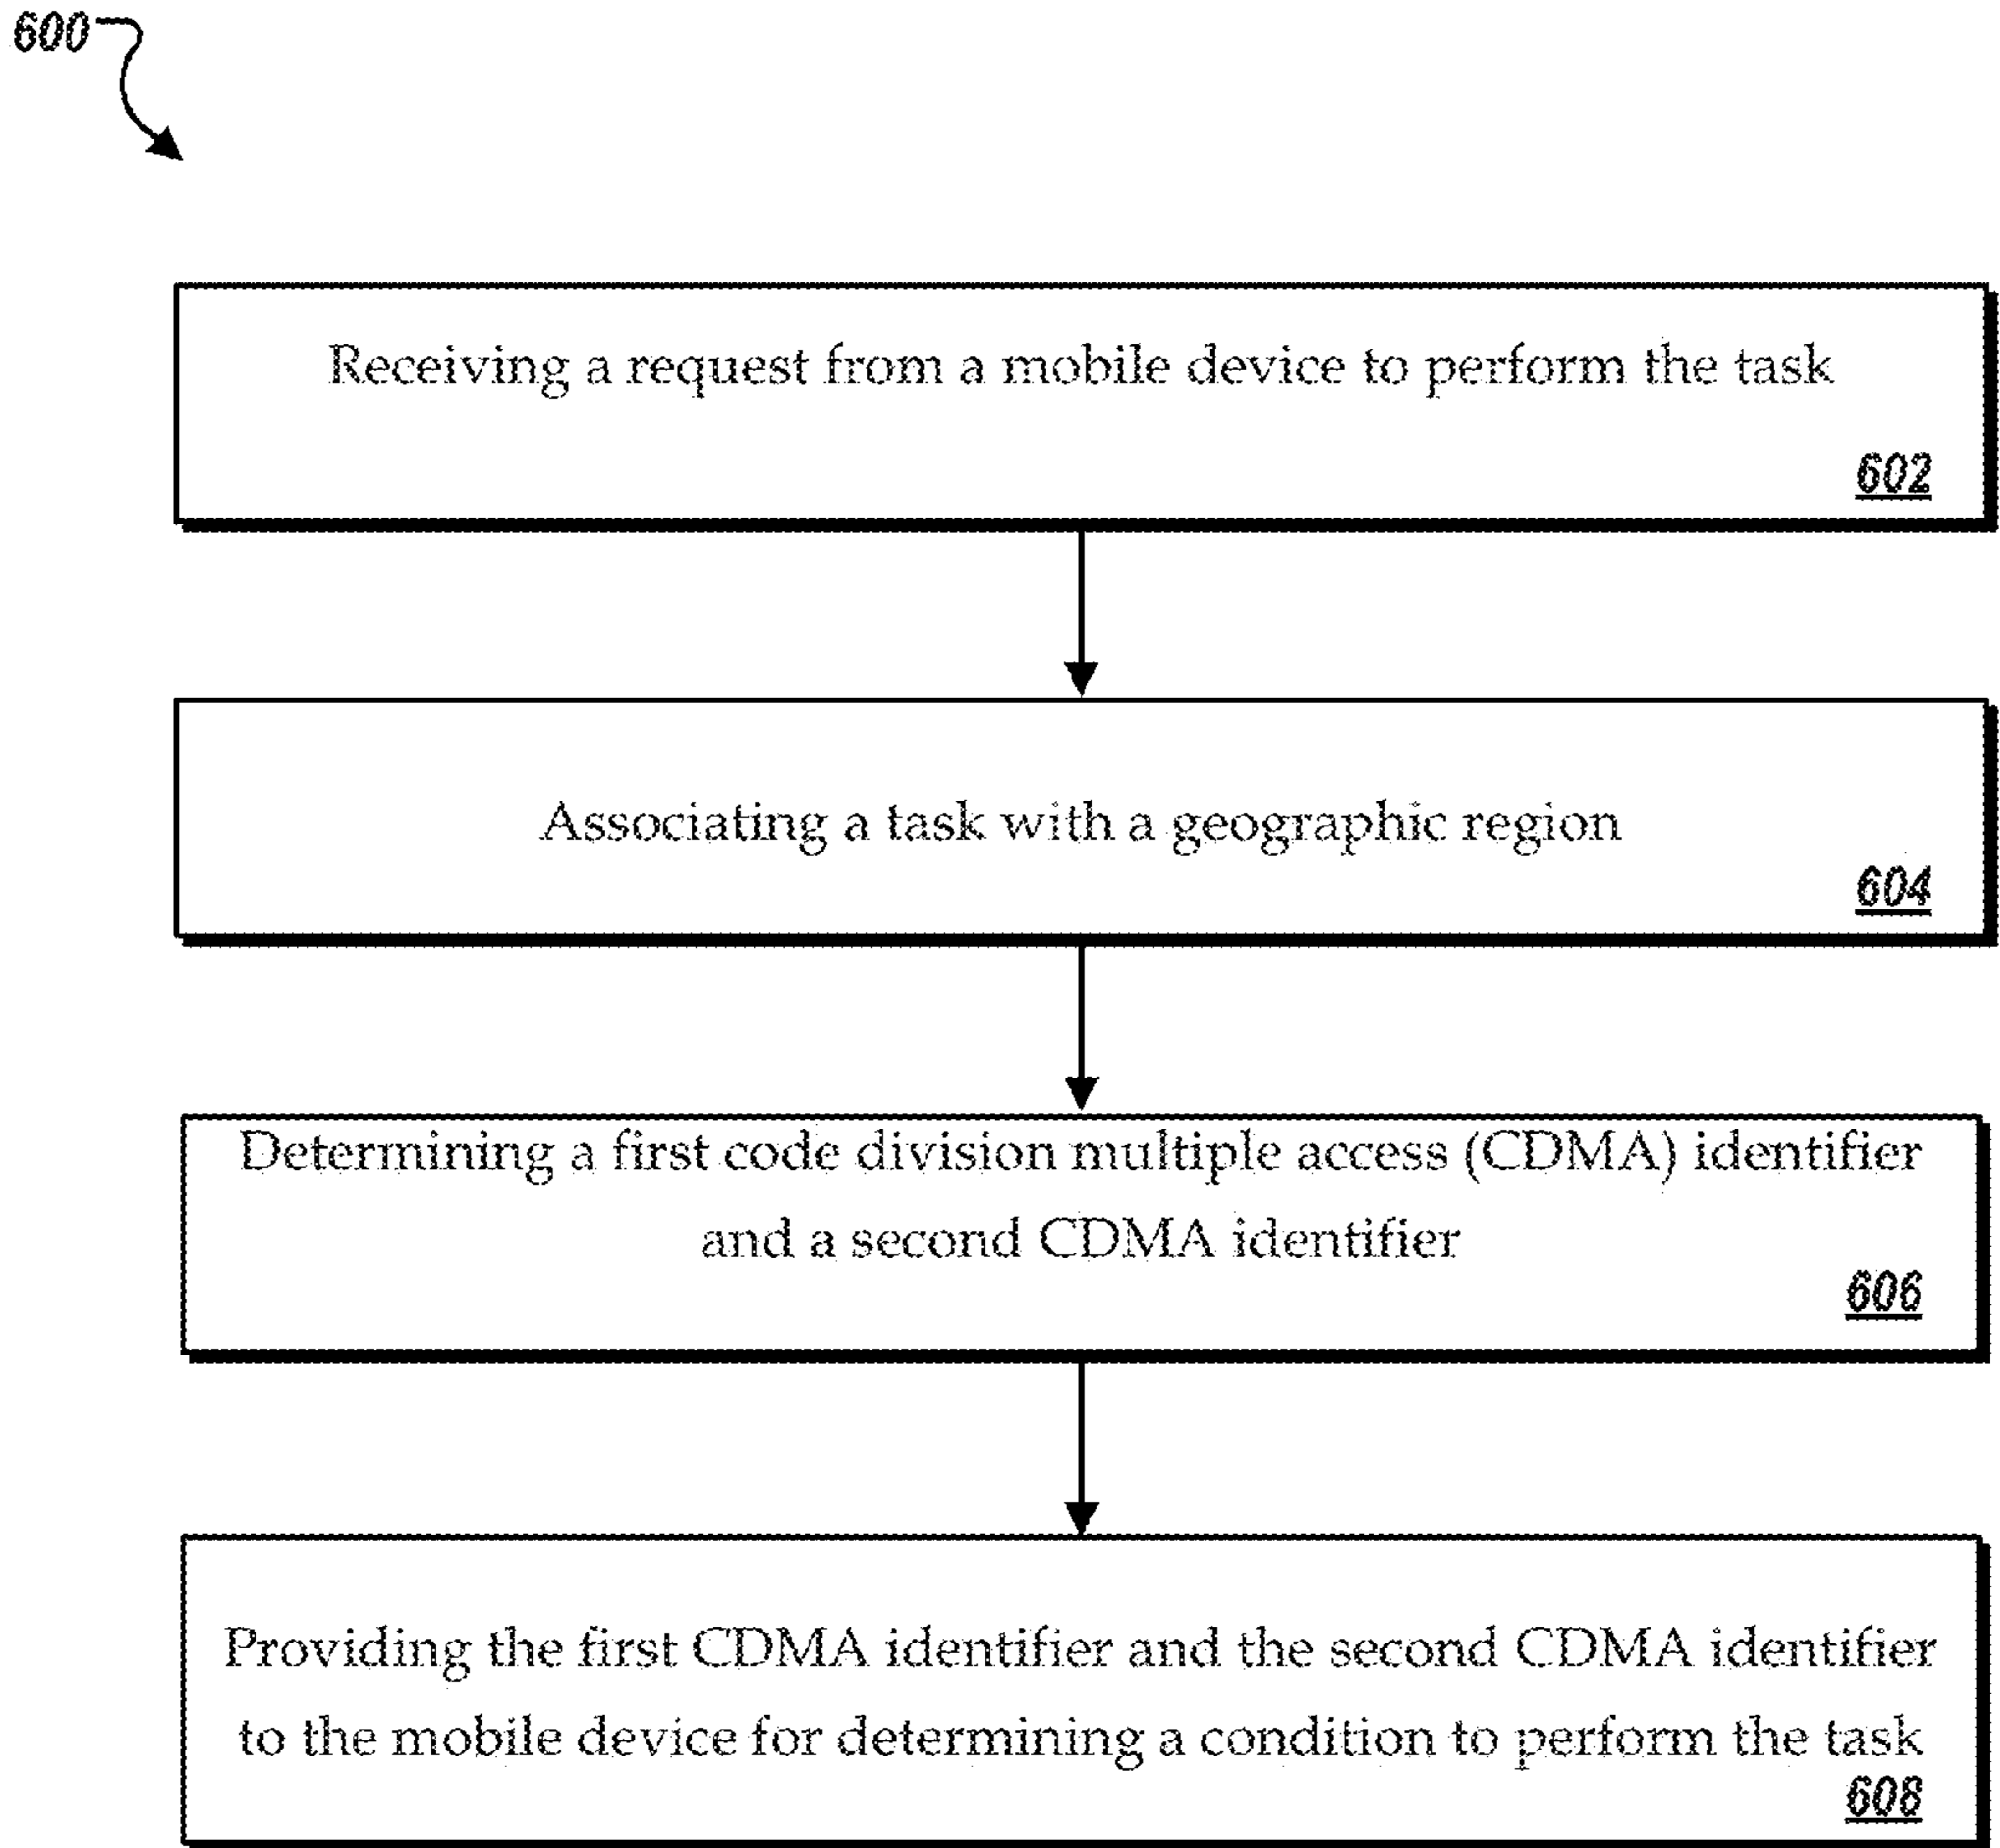 600
Receiving a request from a mobile device to perform the task
602
Associating a task with a geographic region
604
Determining a first code division multiple access (CDMA) identifier
and a second CDMA identifier
606
Providing the first CDMA identifier and the second CDMA identifier
to the mobile device for determining a condition to perform the task
608